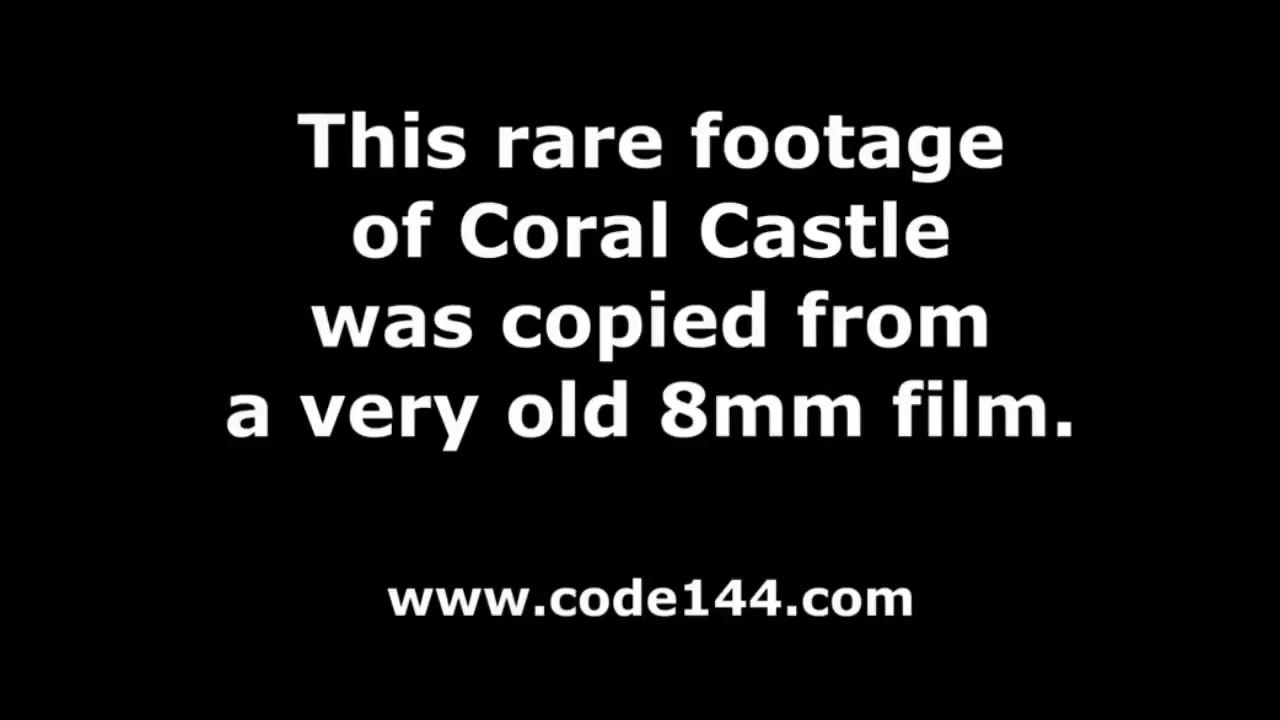 This rare footage
of Coral Castle
was copied from
a very old 8mm film.
www.code144.com